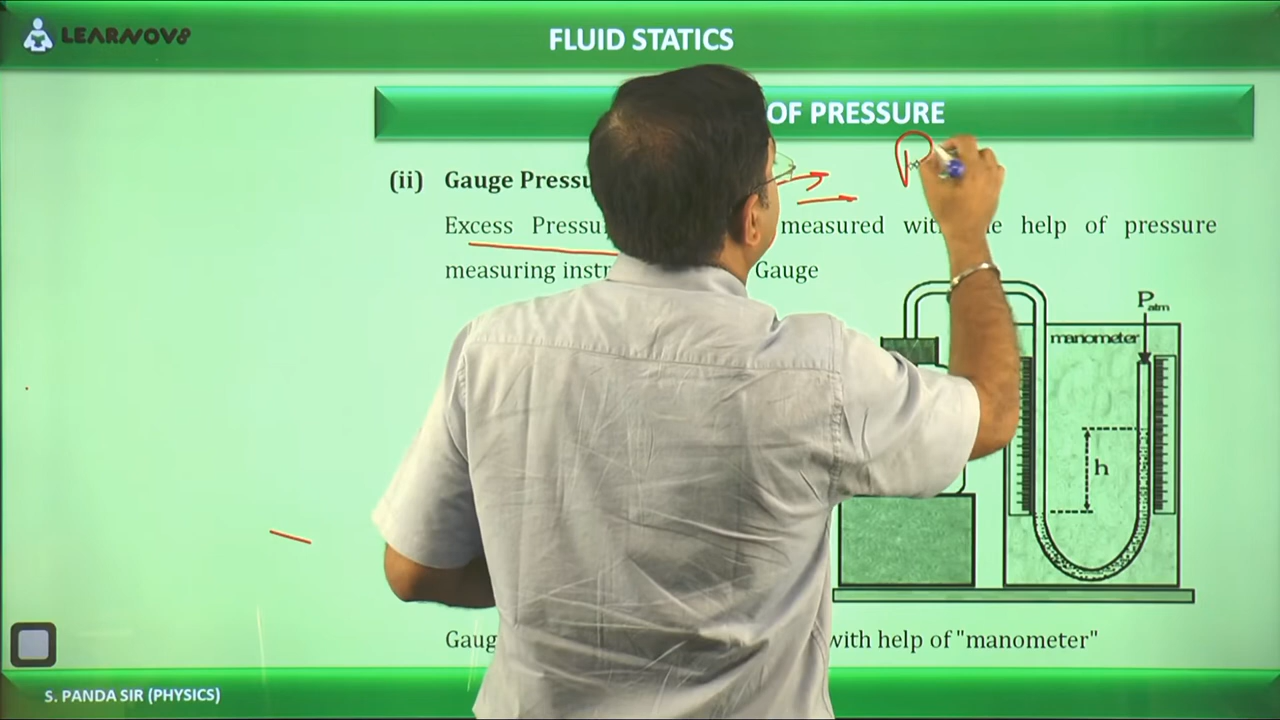 LEARNOV8
FLUID STATICS
OF PRESSURE
(ii) Gauge Pressu
Excess Pressu measured wit e help of pressure
measuring instr Gauge
P
Patm
manometer
h
Gaug with help of "manometer"
S. PANDA SIR (PHYSICS)